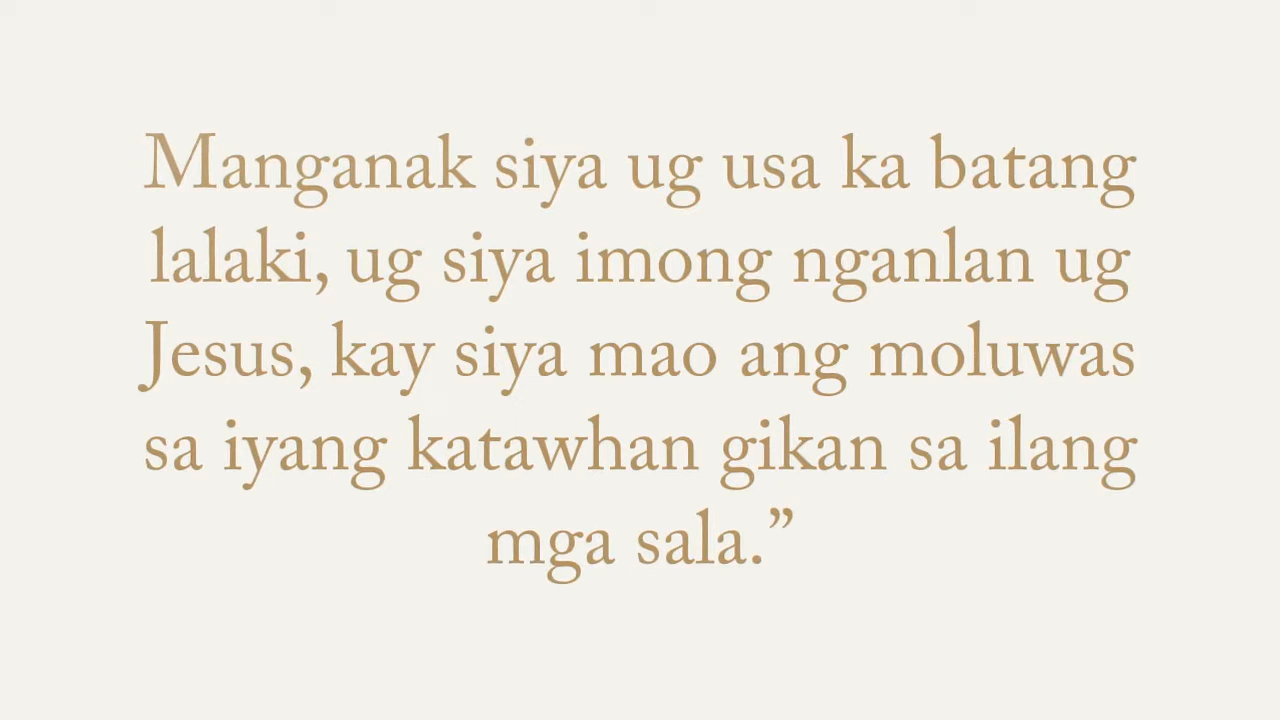 Manganak siya ug usa ka batang
lalaki, ug siya imong nganlan ug
Jesus, kay siya mao ang moluwas
sa iyang katawhan gikan sa ilang
mga sala.”